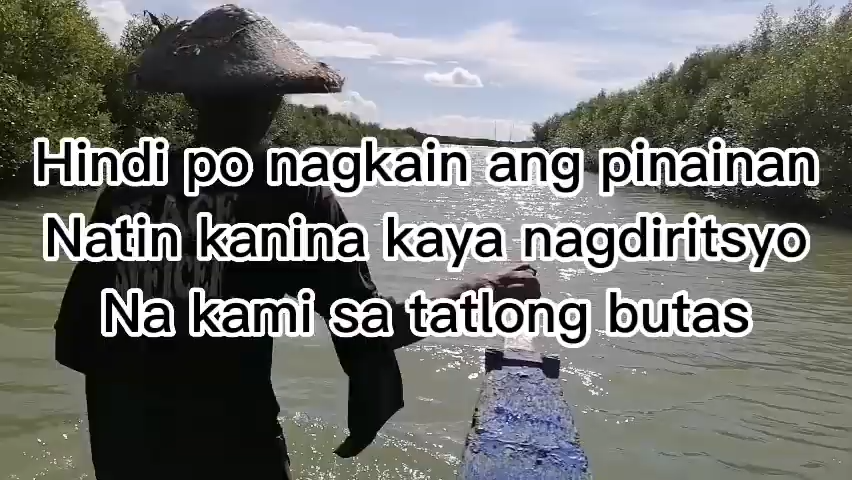 Hindi po nagkain ang pinainan
Natin kanina kaya nagdiritsyo
Na kami sa tatlong butas